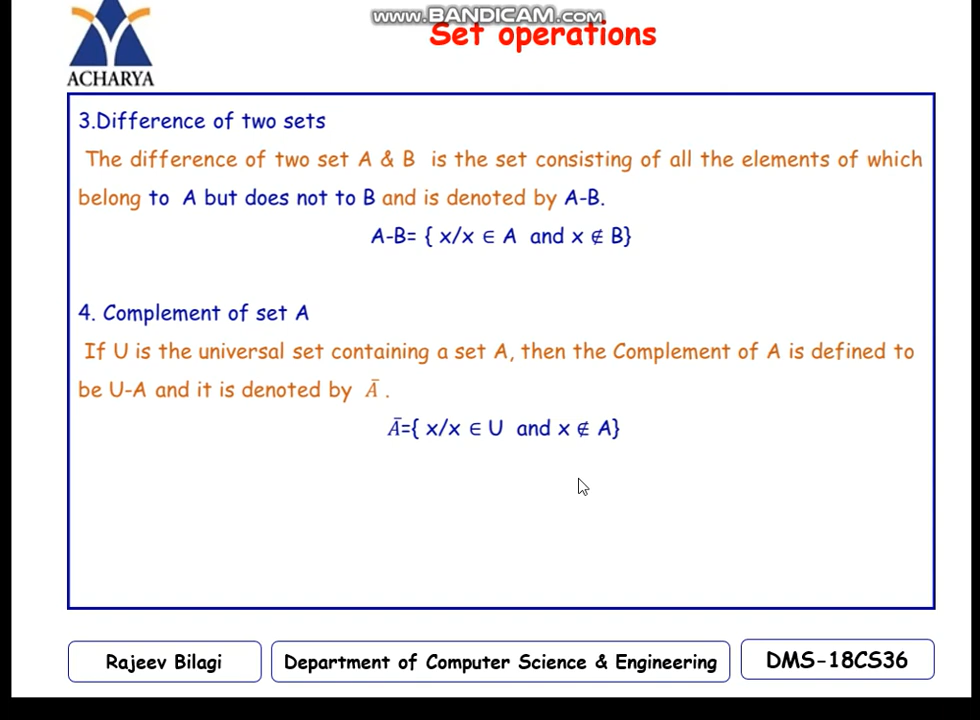 www.BANDICAM.com
Set operations
ACHARYA
3.Difference of two sets
The difference of two set A & B is the set consisting of all the elements of which
belong to A but does not to B and is denoted by A-B.
A-B= { x/x ∈ A and x ∉ B}
4. Complement of set A
If U is the universal set containing a set A, then the Complement of A is defined to
be U-A and it is denoted by Ā .
Ā={ x/x ∈ U and x ∉ A}
Rajeev Bilagi
Department of Computer Science & Engineering
DMS-18CS36